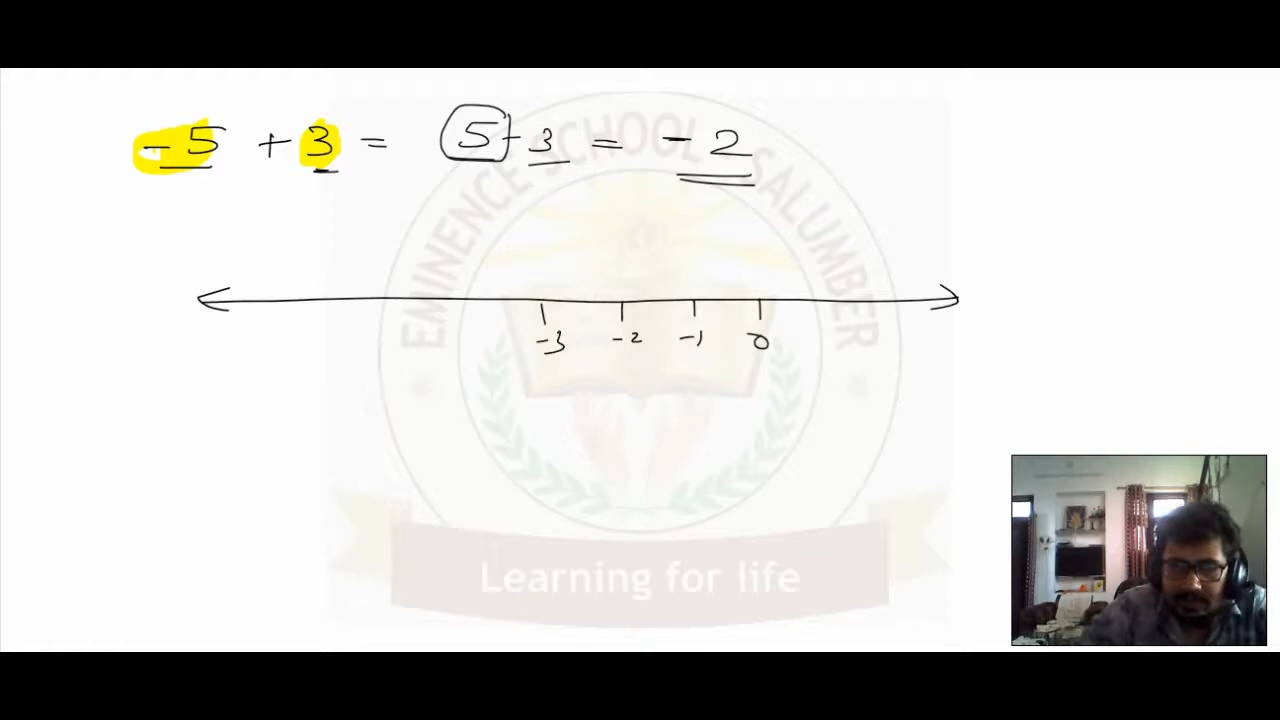 -5 + 3 = 5 - 3 = - 2
-3 -2 -1 0
EMINENCE SCHOOL SALUMBER
Learning for life